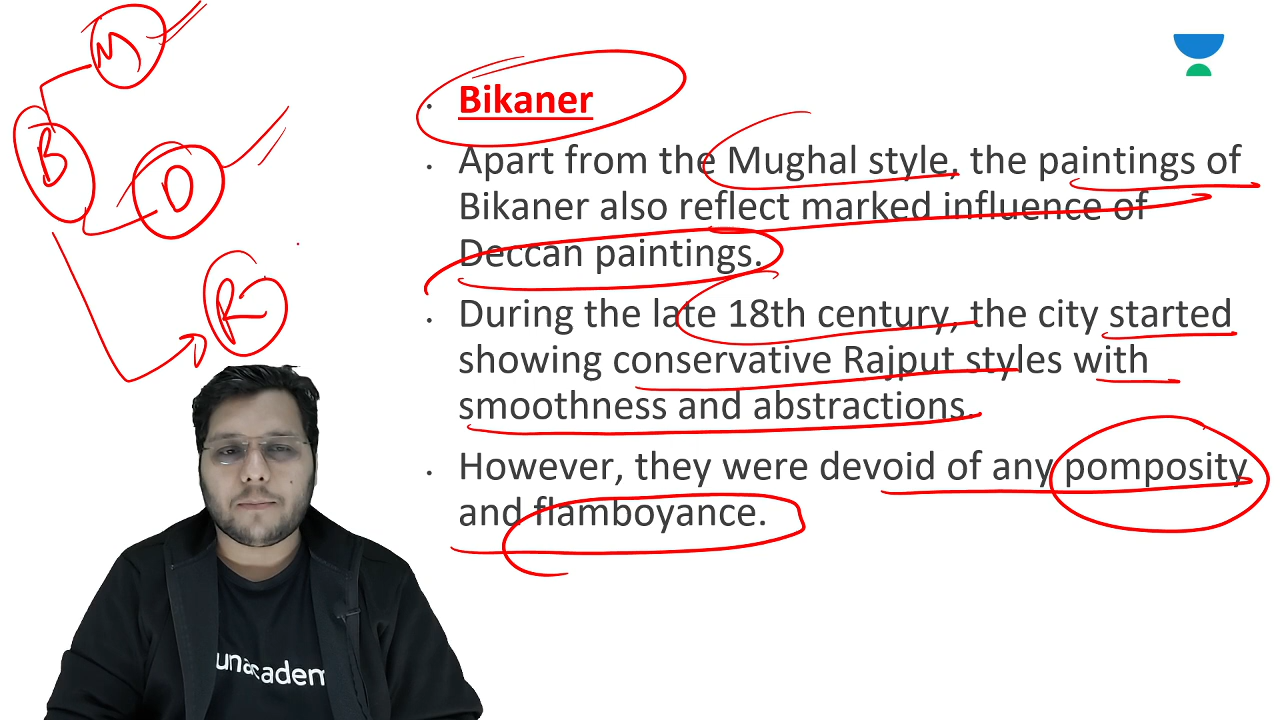 M
B
D
R
Bikaner
Apart from the Mughal style, the paintings of
Bikaner also reflect marked influence of
Deccan paintings.
During the late 18th century, the city started
showing conservative Rajput styles with
smoothness and abstractions.
However, they were devoid of any pomposity
and flamboyance.
unacadem